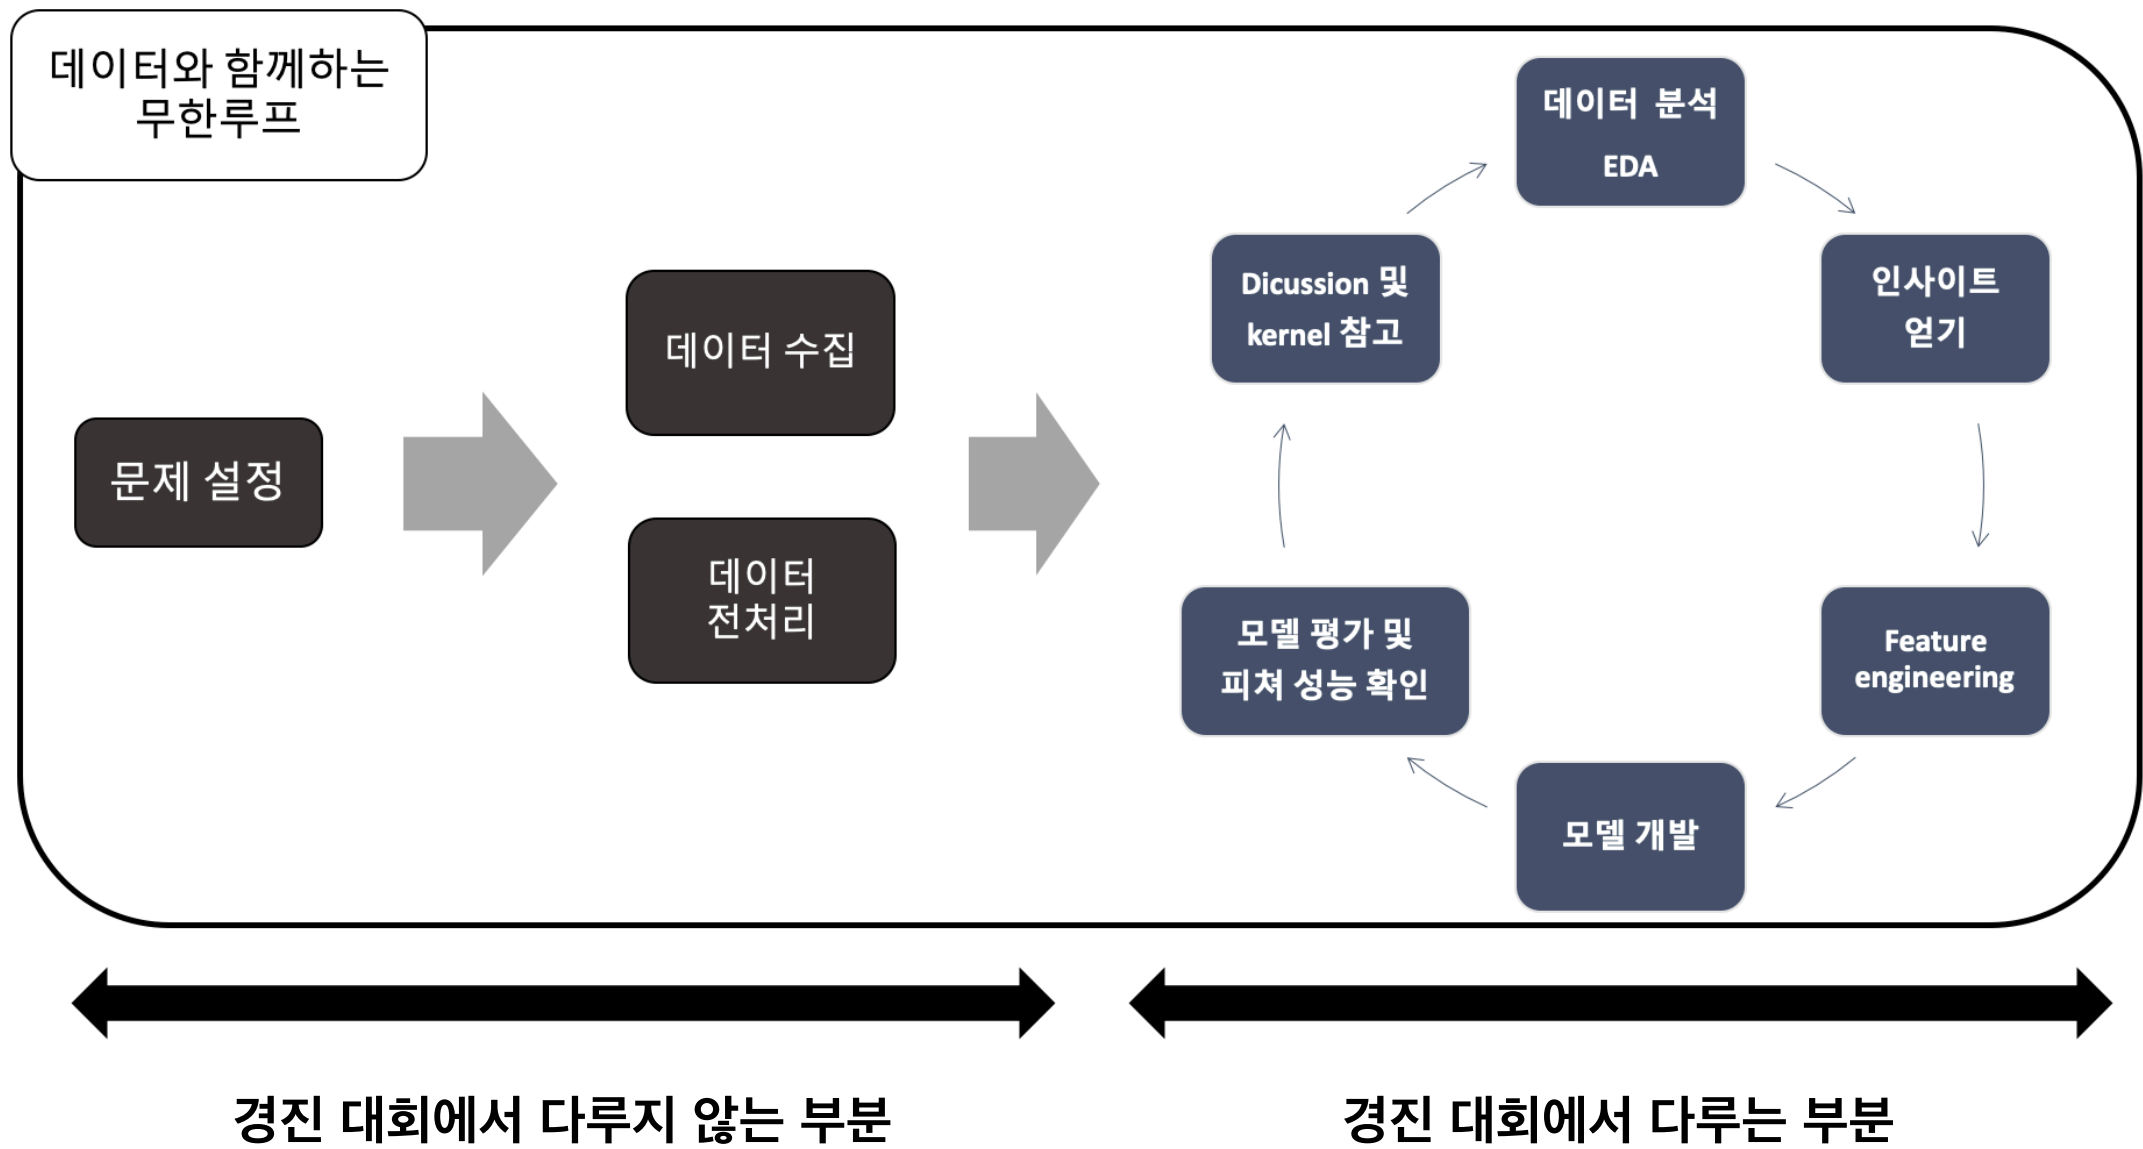 데이터와 함께하는
무한루프
문제 설정
데이터 수집
데이터
전처리
데이터 분석
EDA
인사이트
얻기
Feature
engineering
모델 개발
모델 평가 및
피쳐 성능 확인
Dicussion 및
kernel 참고
경진 대회에서 다루지 않는 부분
경진 대회에서 다루는 부분